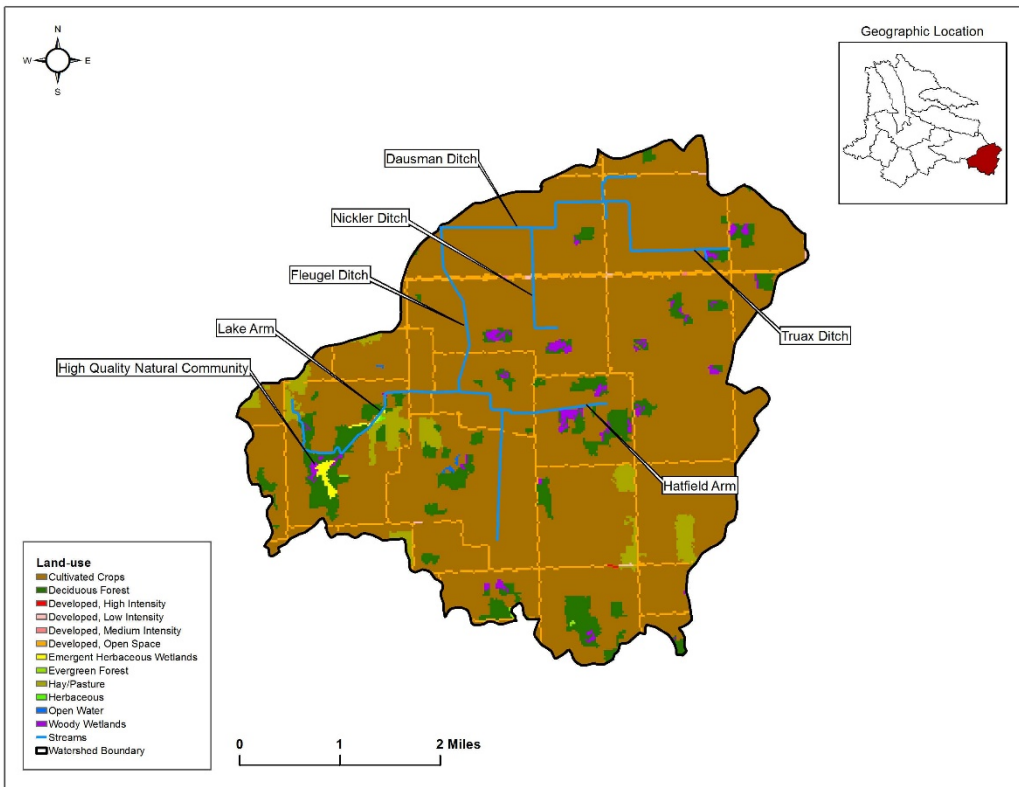 N
W E
S
Geographic Location
Dausman Ditch
Nickler Ditch
Fleugel Ditch
Lake Arm
High Quality Natural Community
Truax Ditch
Hatfield Arm
Land-use
Cultivated Crops
Deciduous Forest
Developed, High Intensity
Developed, Low Intensity
Developed, Medium Intensity
Developed, Open Space
Emergent Herbaceous Wetlands
Evergreen Forest
Hay/Pasture
Herbaceous
Open Water
Woody Wetlands
Streams
Watershed Boundary
0 1 2 Miles